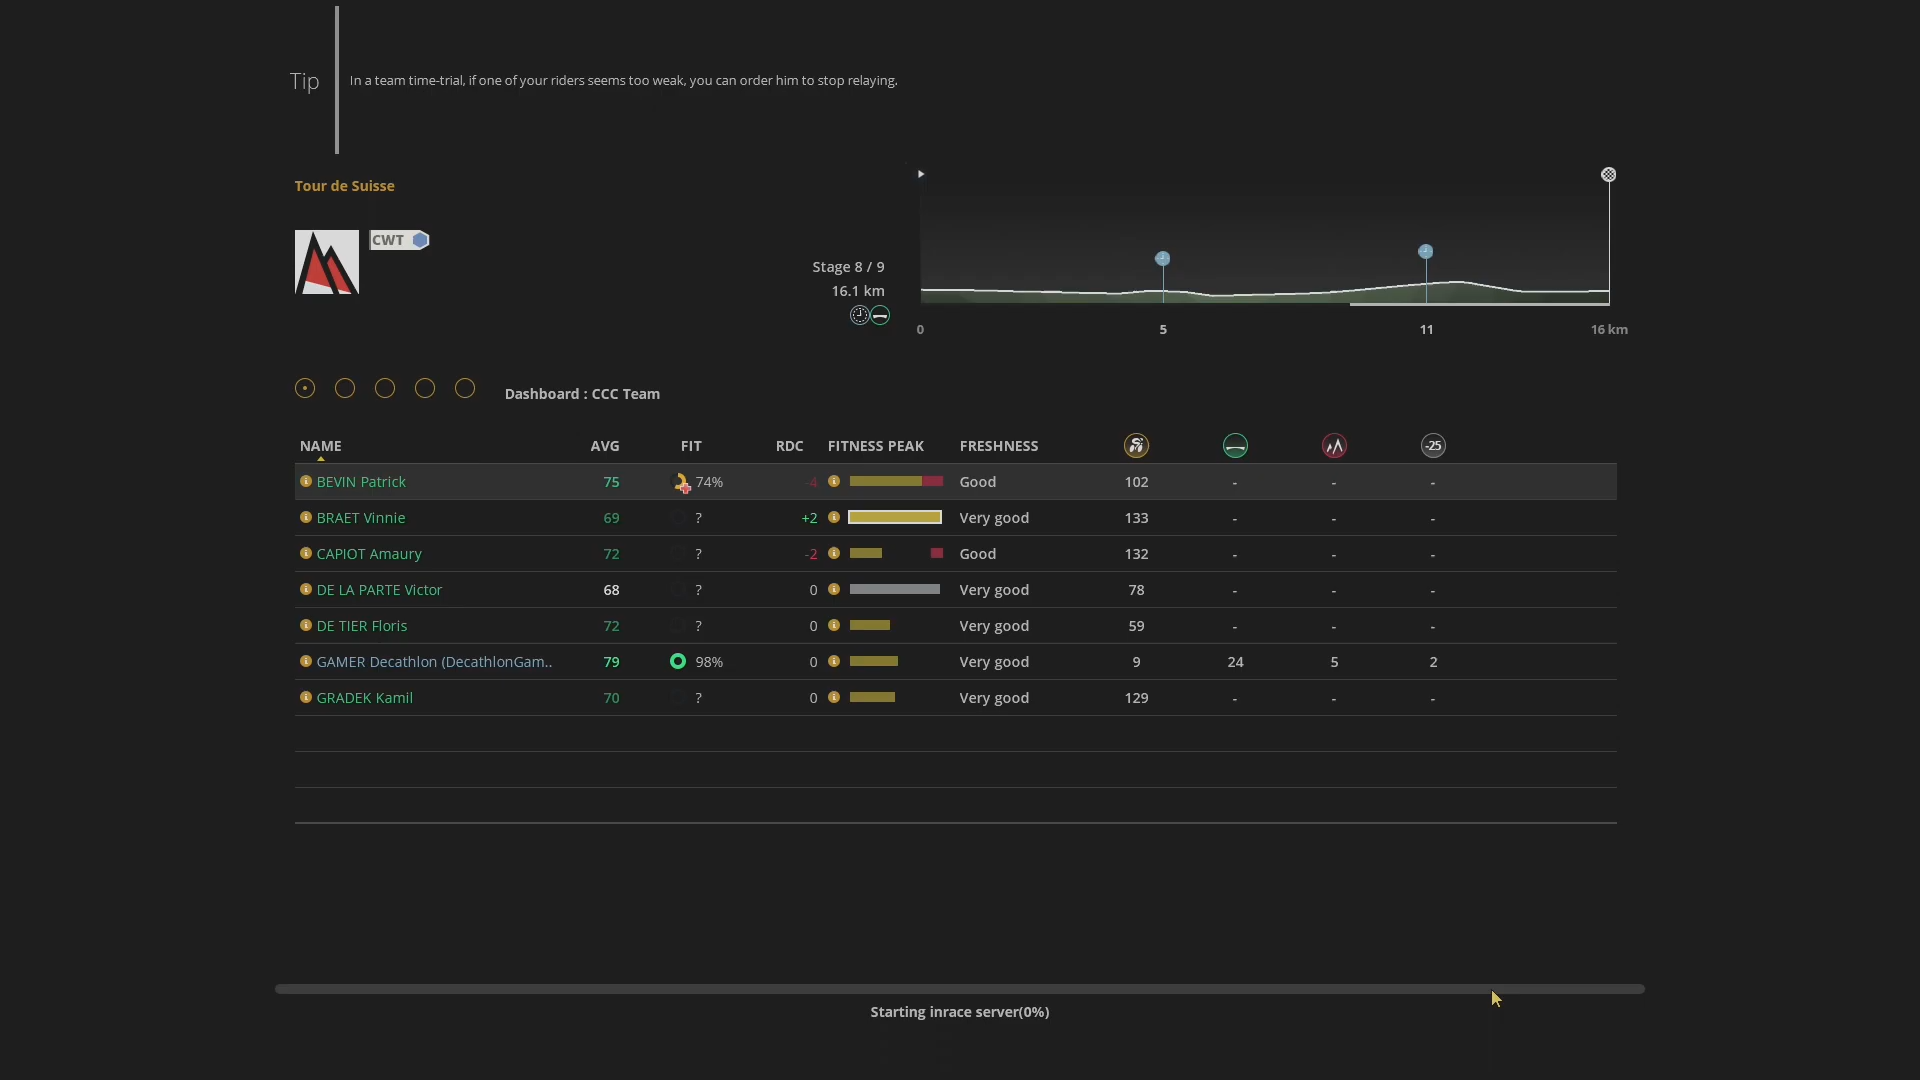 Tip
In a team time-trial, if one of your riders seems too weak, you can order him to stop relaying.
Tour de Suisse
CWT
Stage 8 / 9
16.1 km
0 5 11 16 km
Dashboard : CCC Team
NAME AVG FIT RDC FITNESS PEAK FRESHNESS -25
BEVIN Patrick 75 74% -4 Good 102 - - -
BRAET Vinnie 69 ? +2 Very good 133 - - -
CAPIOT Amaury 72 ? -2 Good 132 - - -
DE LA PARTE Victor 68 ? 0 Very good 78 - - -
DE TIER Floris 72 ? 0 Very good 59 - - -
GAMER Decathlon (DecathlonGam.. 79 98% 0 Very good 9 24 5 2
GRADEK Kamil 70 ? 0 Very good 129 - - -
Starting inrace server(0%)